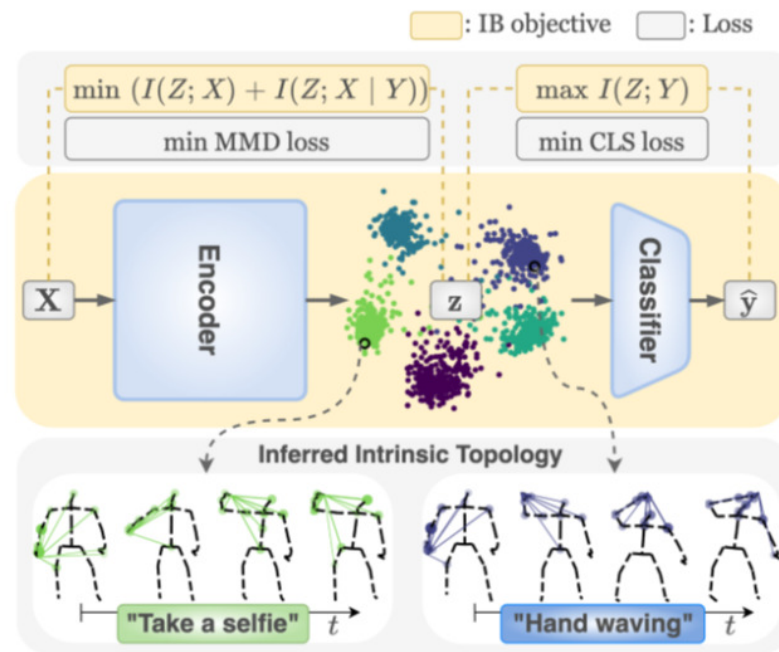 : IB objective : Loss
min (I(Z; X) + I(Z; X | Y)) max I(Z; Y)
min MMD loss min CLS loss
X Encoder z Classifier ŷ
Inferred Intrinsic Topology
"Take a selfie" t "Hand waving" t